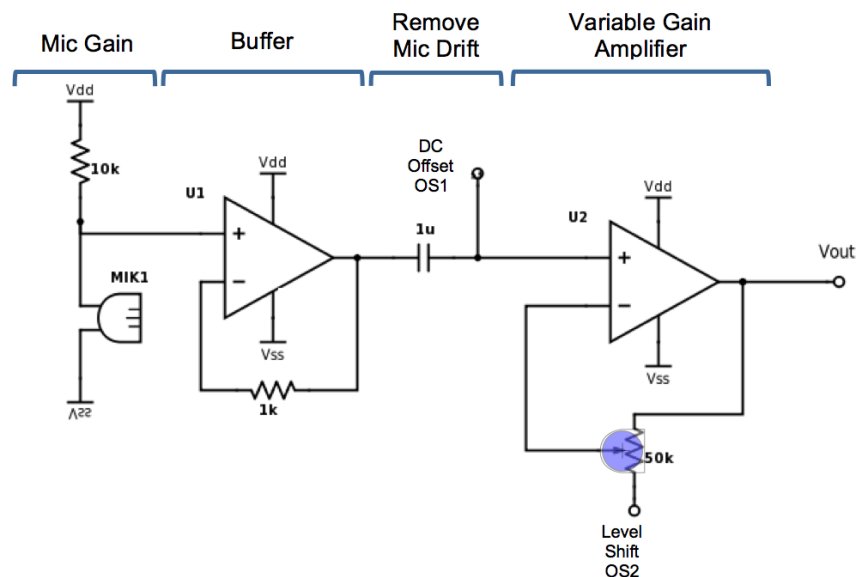 Mic Gain
Buffer
Remove
Mic Drift
Variable Gain
Amplifier
Vdd
10k
MIK1
Vss
U1
Vdd
+
−
Vss
1k
1u
DC
Offset
OS1
U2
Vdd
+
−
Vss
Vout
50k
Level
Shift
OS2